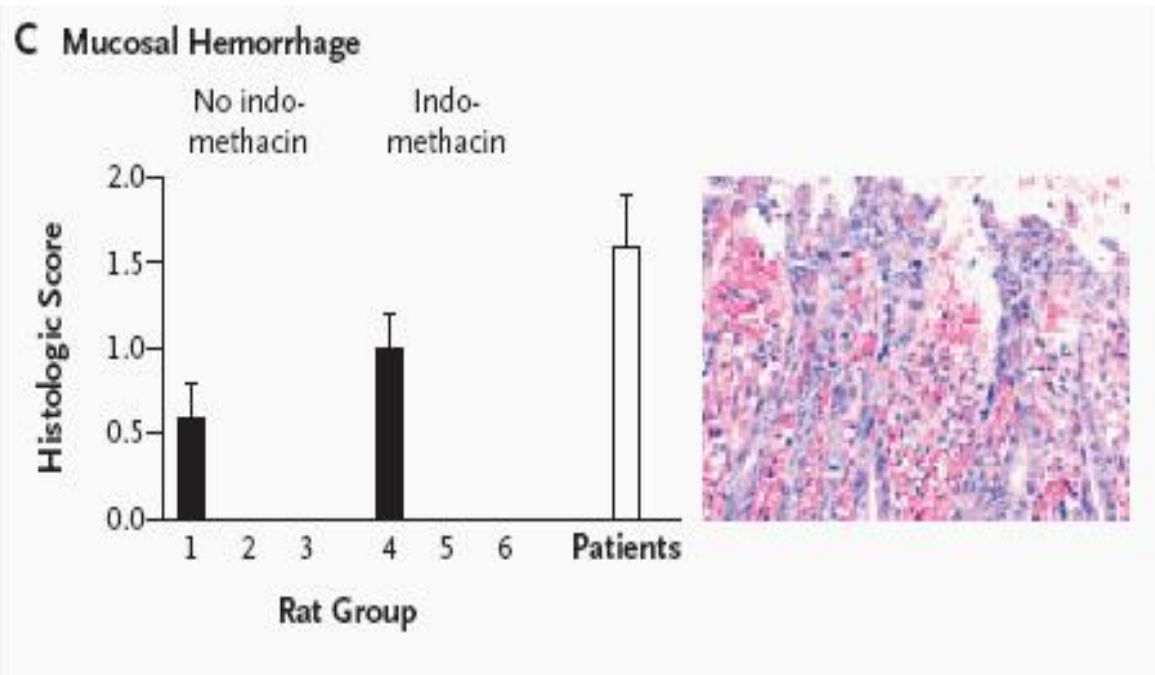 C Mucosal Hemorrhage
No indo-
methacin
Indo-
methacin
Histologic Score
2.0
1.5
1.0
0.5
0.0
1 2 3 4 5 6 Patients
Rat Group